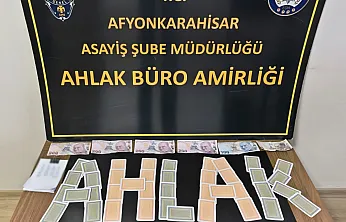 AFYONKARAHİSAR
ASAYİŞ ŞUBE MÜDÜRLÜĞÜ
AHLAK BÜRO AMİRLİĞİ
AHLAK